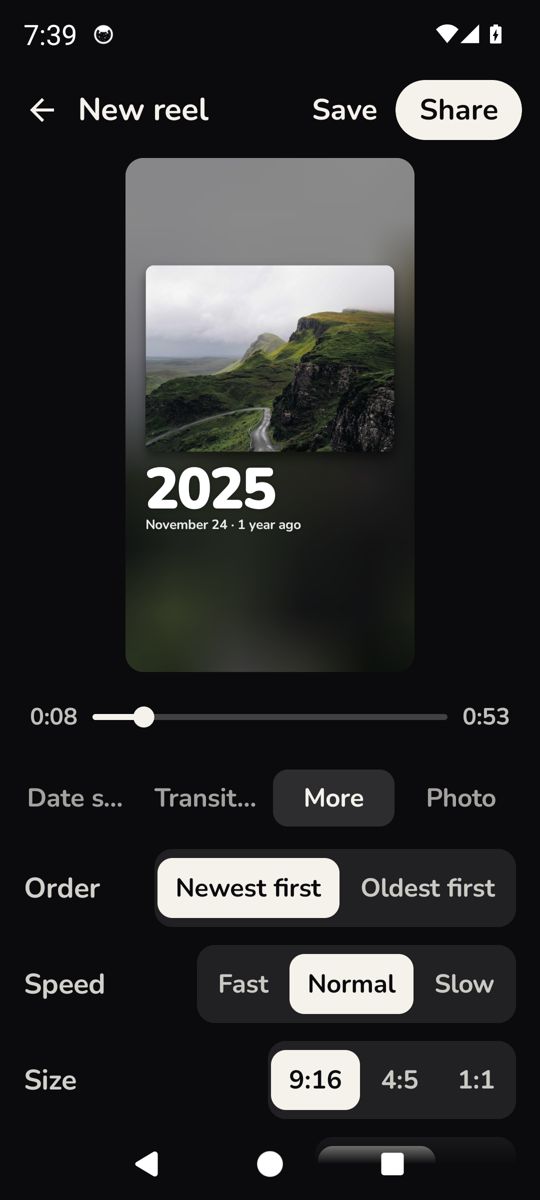 7:39
New reel
Save
Share
2025
November 24 · 1 year ago
0:08
0:53
Date s...
Transit...
More
Photo
Order
Newest first
Oldest first
Speed
Fast
Normal
Slow
Size
9:16
4:5
1:1